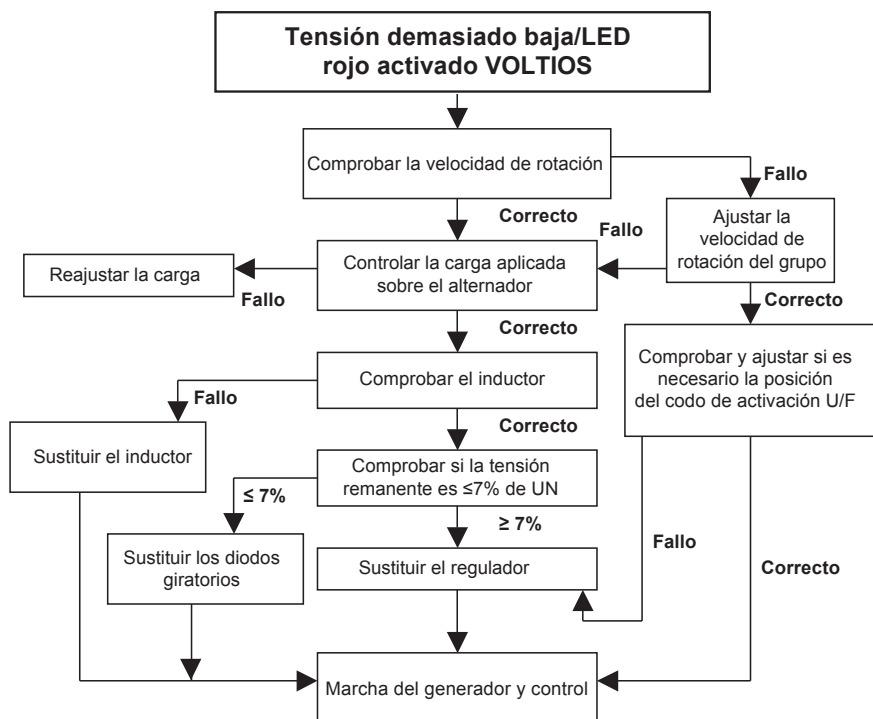 Tensión demasiado baja/LED
rojo activado VOLTIOS
Comprobar la velocidad de rotación
Fallo
Correcto
Fallo
Ajustar la
velocidad de
rotación del grupo
Reajustar la carga
Fallo
Controlar la carga aplicada
sobre el alternador
Correcto
Correcto
Comprobar y ajustar si es
necesario la posición
del codo de activación U/F
Comprobar el inductor
Fallo
Correcto
Sustituir el inductor
Comprobar si la tensión
remanente es ≤7% de UN
≤ 7%
≥ 7%
Fallo
Correcto
Sustituir los diodos
giratorios
Sustituir el regulador
Marcha del generador y control